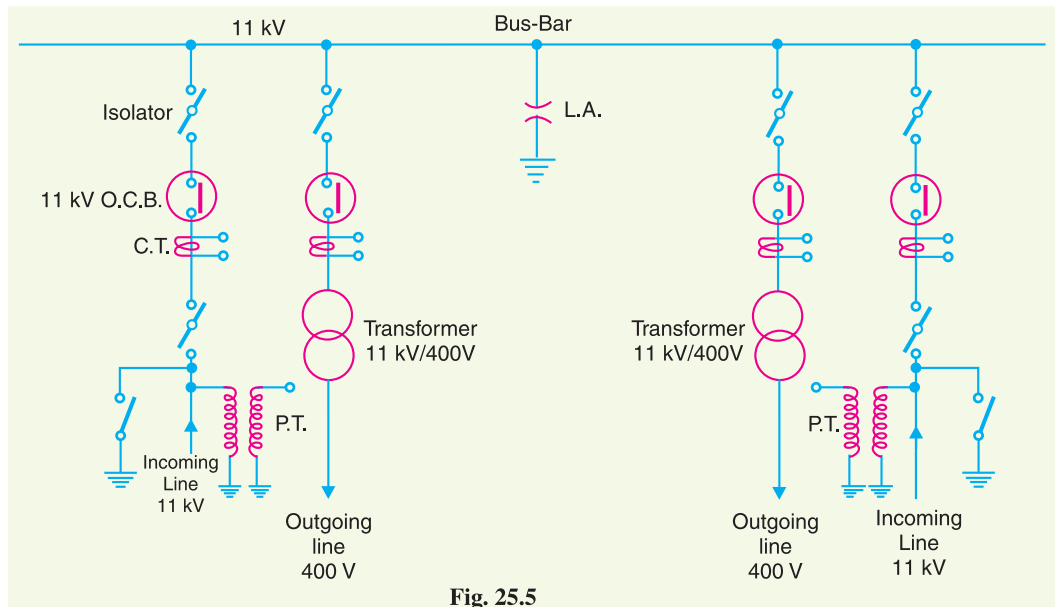 11 kV
Bus-Bar
Isolator
L.A.
11 kV O.C.B.
C.T.
Transformer
11 kV/400V
Transformer
11 kV/400V
P.T.
P.T.
Incoming
Line
11 kV
Outgoing
line
400 V
Outgoing
line
400 V
Incoming
Line
11 kV
Fig. 25.5